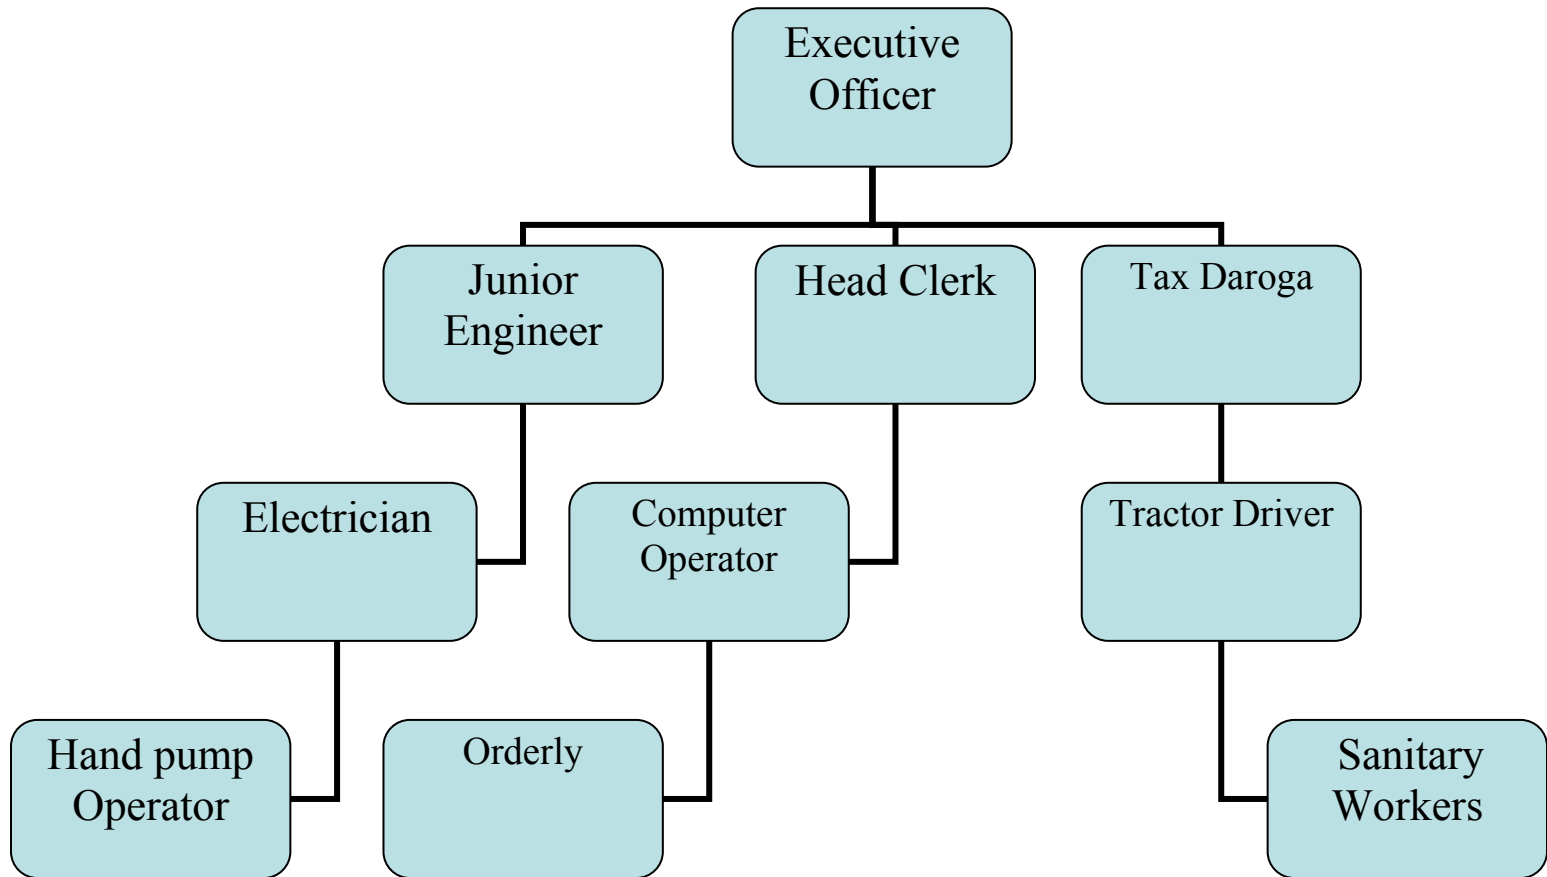 Executive
Officer
Junior
Engineer
Head Clerk
Tax Daroga
Electrician
Computer
Operator
Tractor Driver
Hand pump
Operator
Orderly
Sanitary
Workers